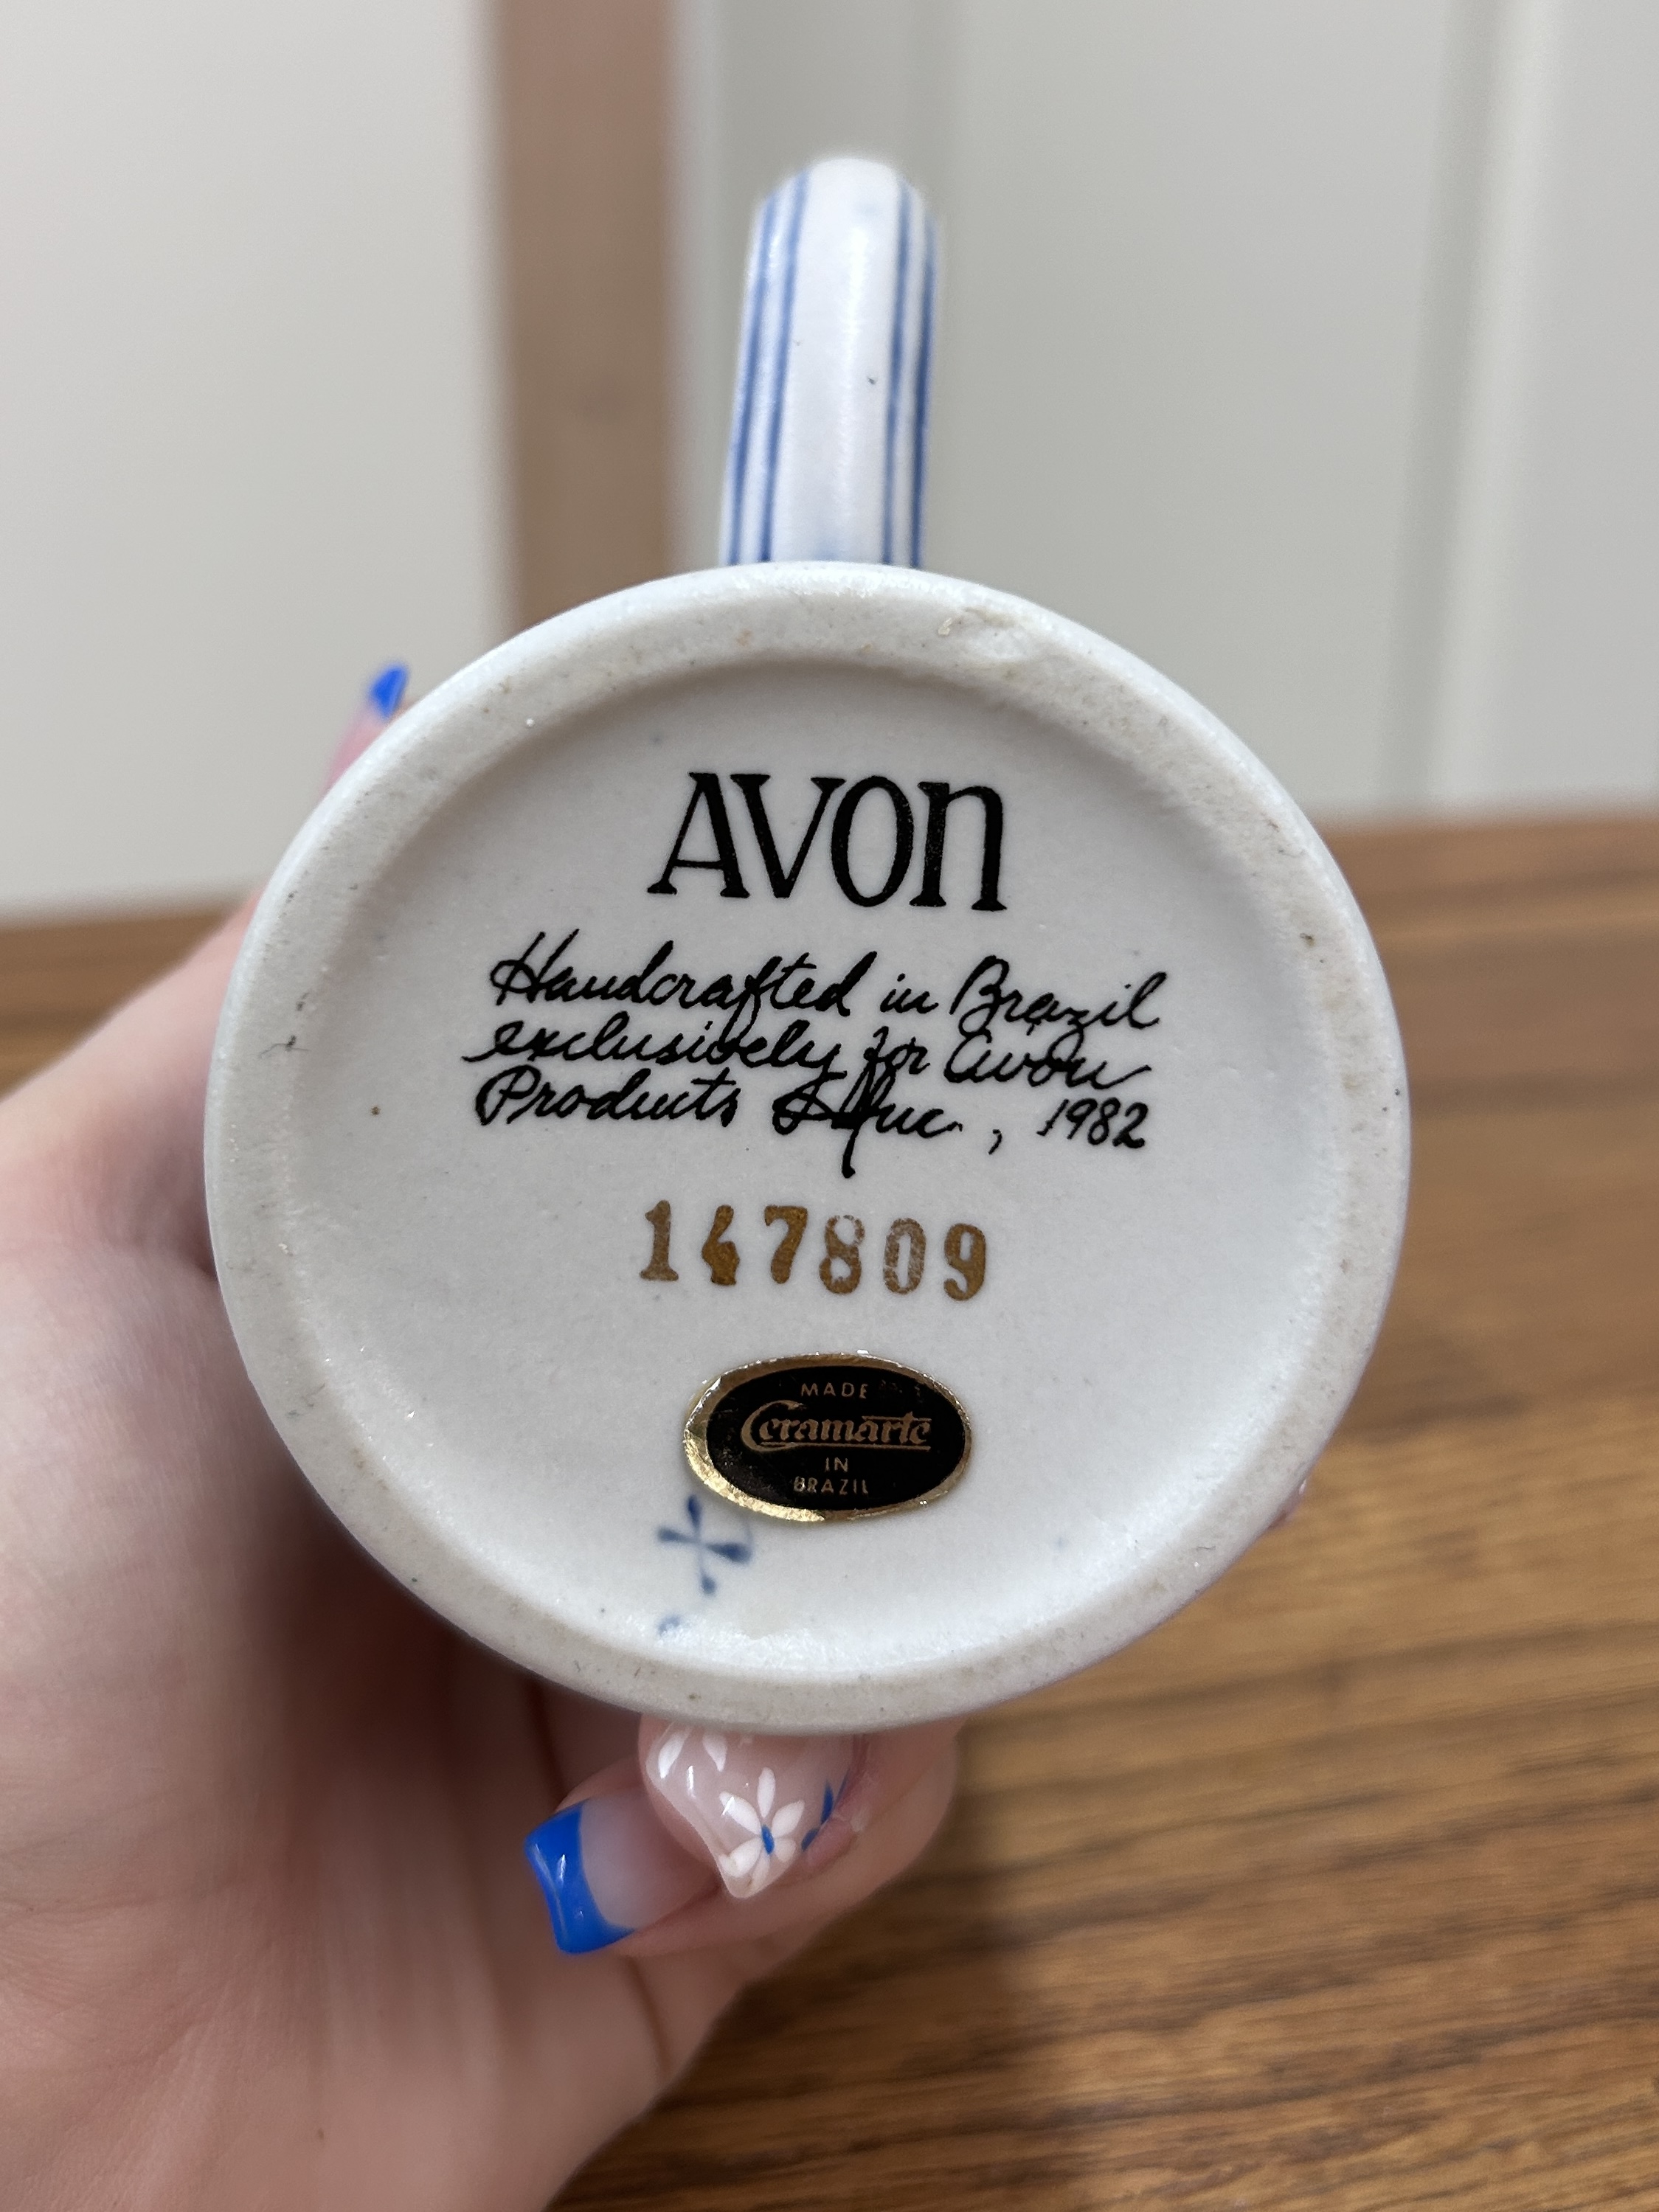 AVON
Handcrafted in Brazil
exclusively for Avon
Products Inc., 1982
147809
MADE
Ceramarte
IN
BRAZIL